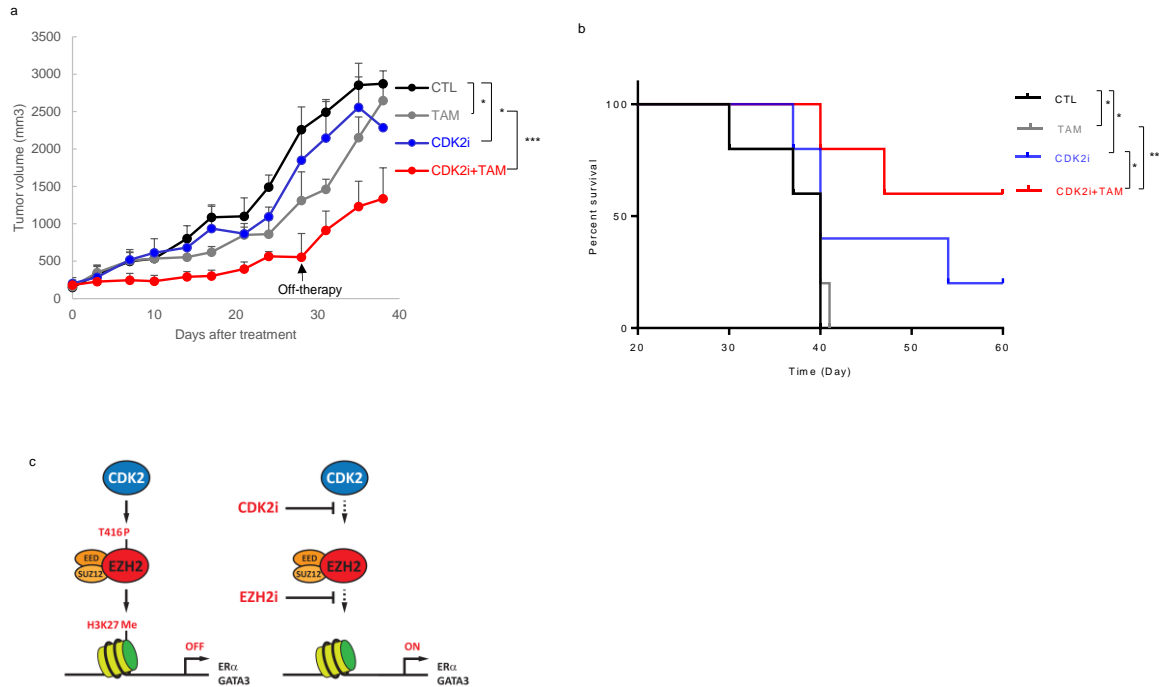 a
3500
3000
2500
2000
1500
1000
500
0
Tumor volume (mm3)
0
10
20
30
40
Days after treatment
Off-therapy
CTL
TAM
CDK2i
CDK2i+TAM
*
*
***
b
100
50
0
Percent survival
20
30
40
50
60
Time (Day)
CTL
TAM
CDK2i
CDK2i+TAM
*
*
*
**
c
CDK2
T416P
EED
SUZ12
EZH2
H3K27 Me
OFF
ERα
GATA3
CDK2
CDK2i
EED
SUZ12
EZH2
EZH2i
ON
ERα
GATA3